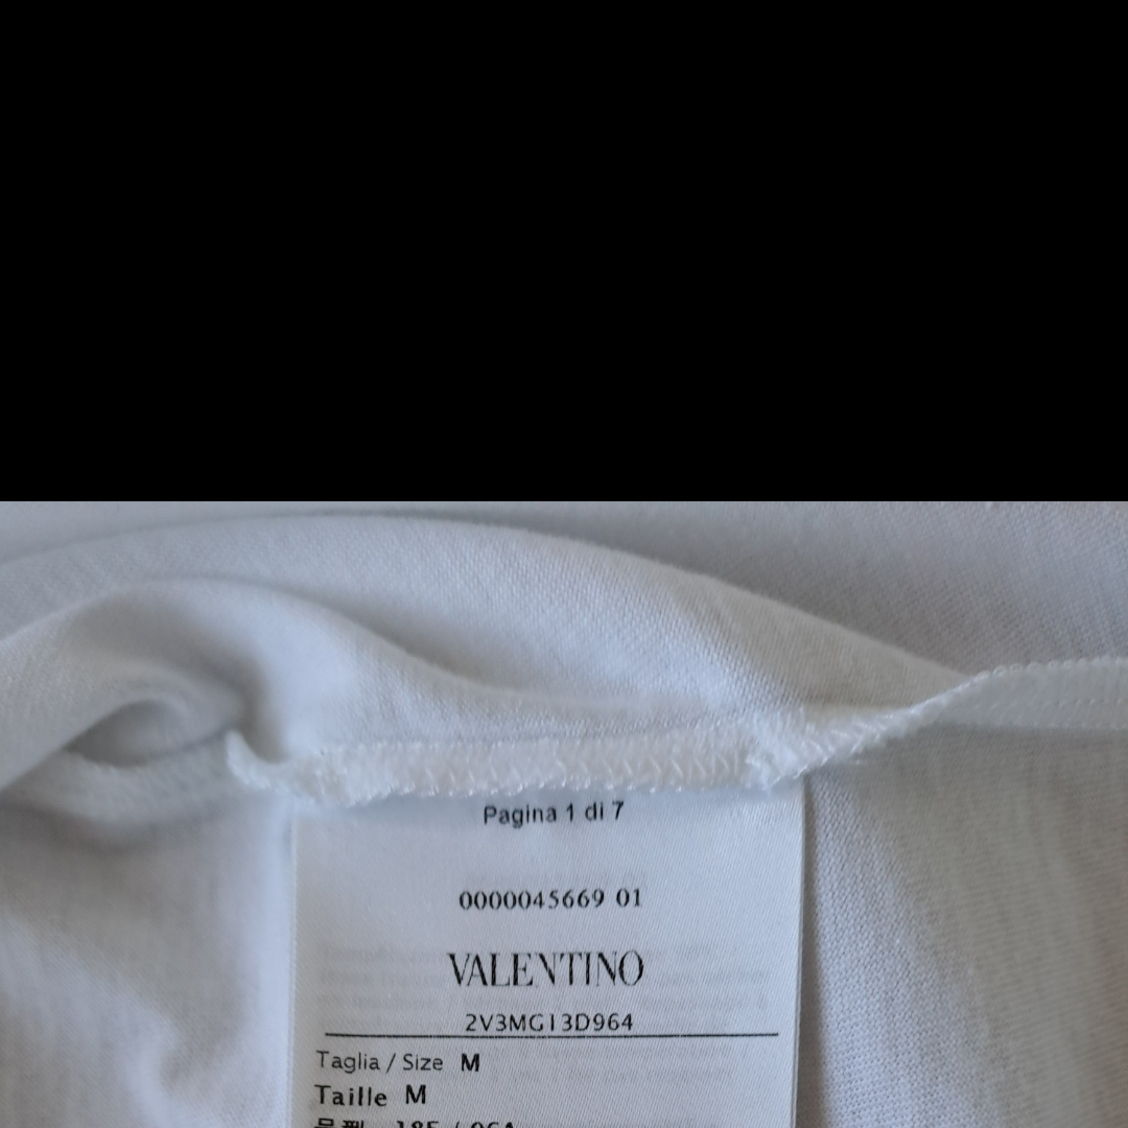 Pagina 1 di 7
0000045669 01
VALENTINO
2V3MG13D964
Taglia / Size M
Taille M